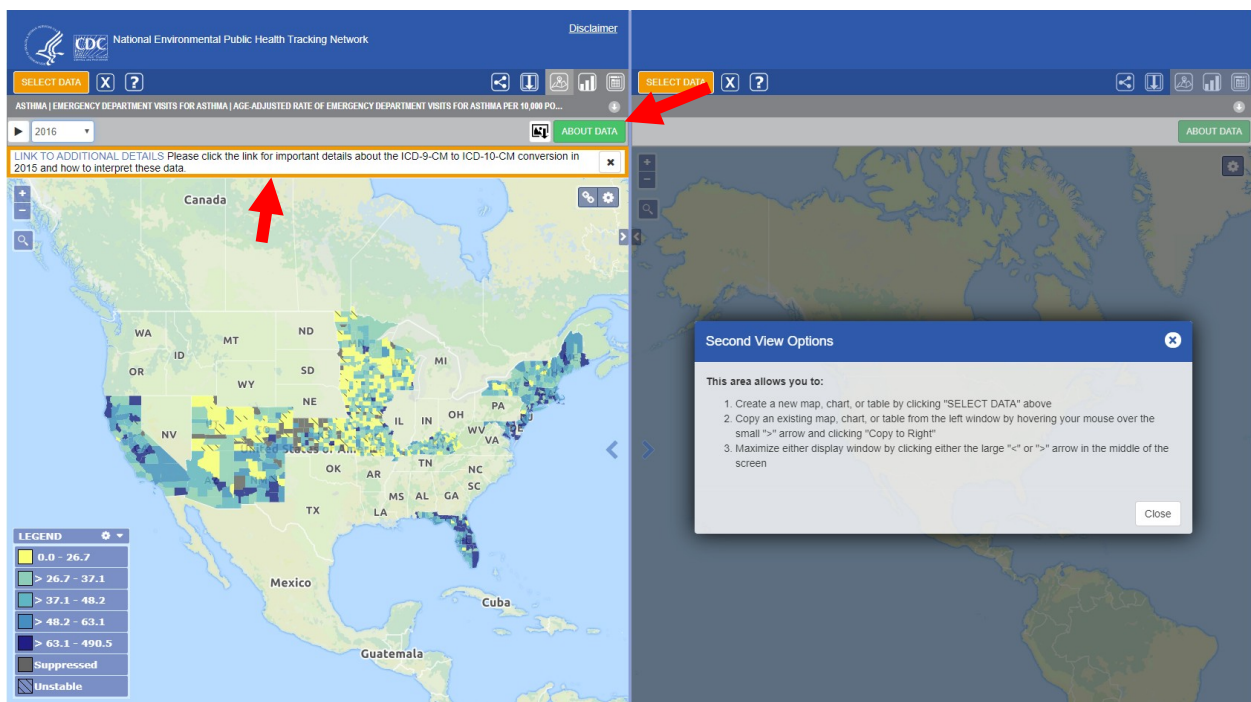 Disclaimer
CDC
National Environmental Public Health Tracking Network
SELECT DATA X ?
ASTHMA | EMERGENCY DEPARTMENT VISITS FOR ASTHMA | AGE-ADJUSTED RATE OF EMERGENCY DEPARTMENT VISITS FOR ASTHMA PER 10,000 PO...
2016
ABOUT DATA
LINK TO ADDITIONAL DETAILS Please click the link for important details about the ICD-9-CM to ICD-10-CM conversion in
2015 and how to interpret these data.
Canada
WA
MT
ND
ID
OR
SD
MI
WY
NE
PA
OH
IL
IN
NV
WV
VA
United States of Am
OK
TN
NC
AR
SC
MS
AL
GA
TX
LA
Mexico
Cuba
Guatemala
LEGEND
0.0 - 26.7
> 26.7 - 37.1
> 37.1 - 48.2
> 48.2 - 63.1
> 63.1 - 490.5
Suppressed
Unstable
SELECT DATA X ?
ABOUT DATA
Second View Options
This area allows you to:
1. Create a new map, chart, or table by clicking "SELECT DATA" above
2. Copy an existing map, chart, or table from the left window by hovering your mouse over the
small ">" arrow and clicking "Copy to Right"
3. Maximize either display window by clicking either the large "<" or ">" arrow in the middle of the
screen
Close